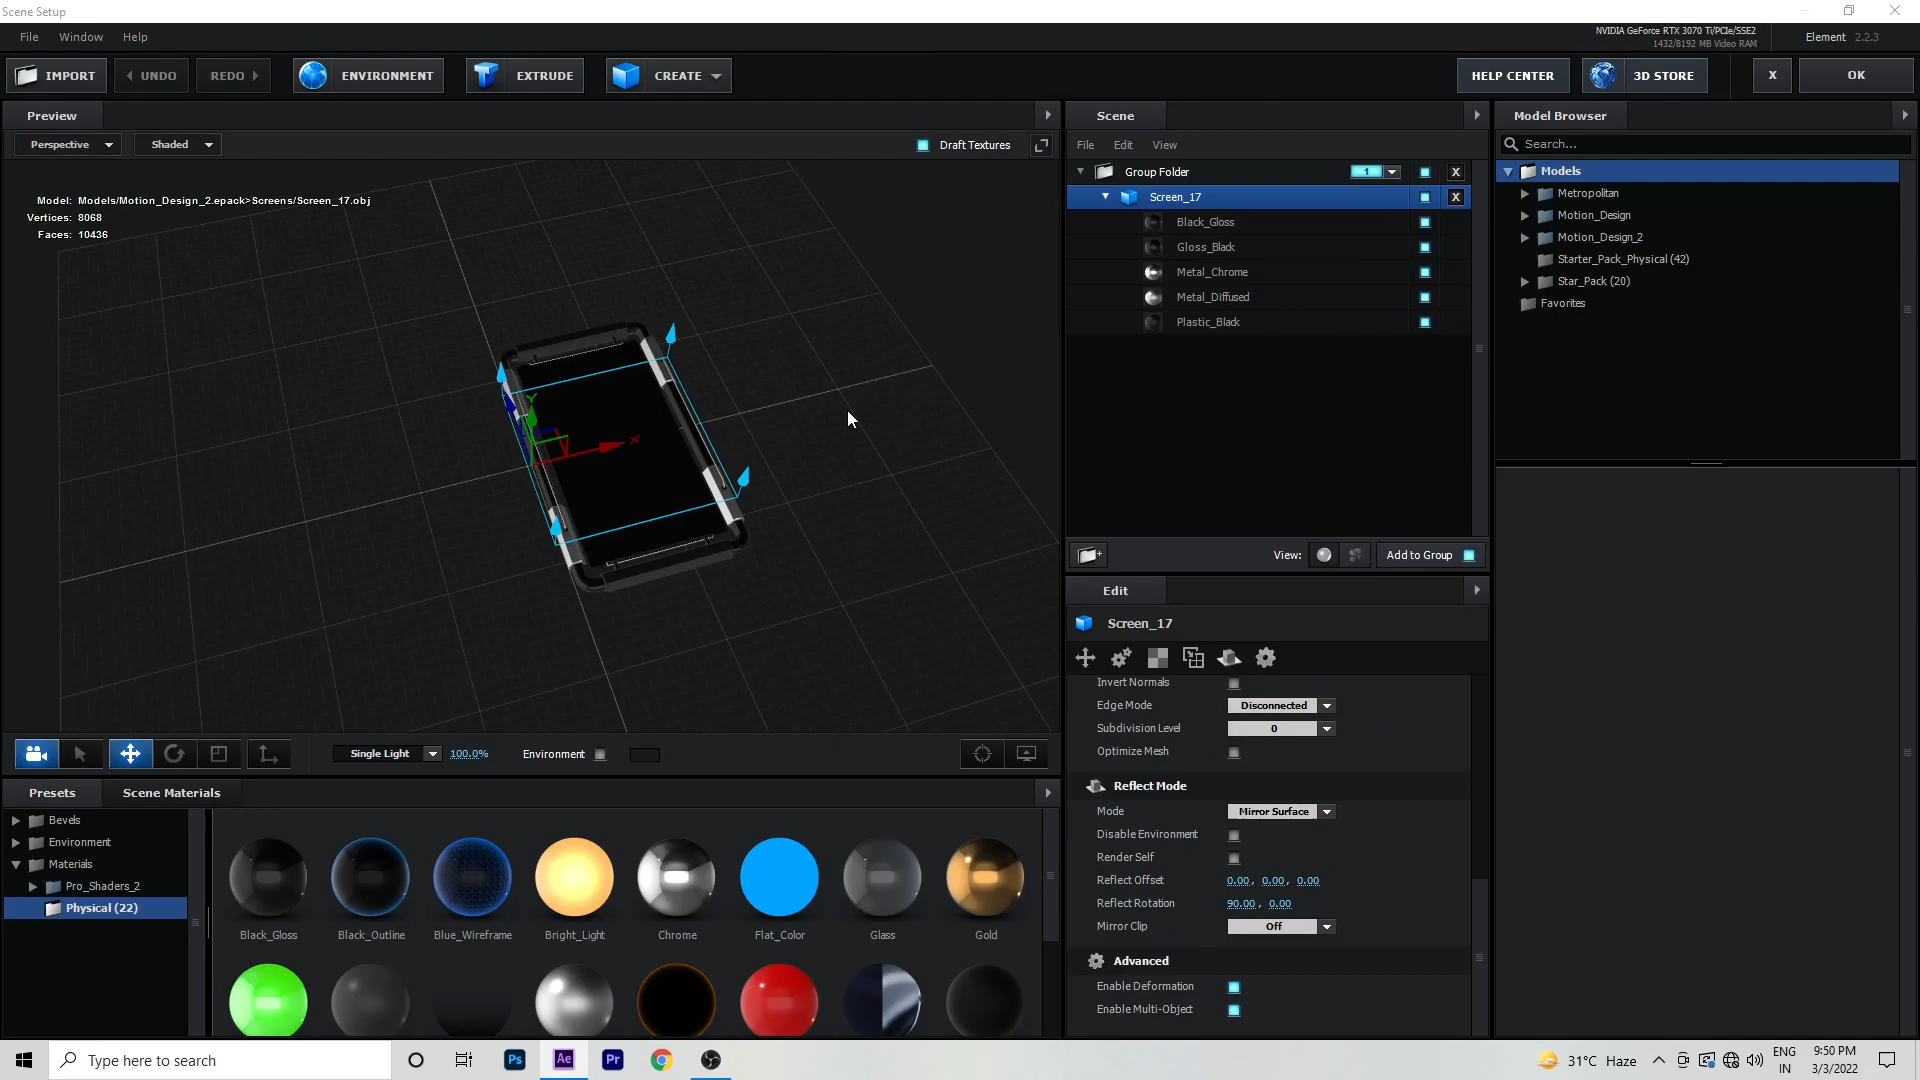 Scene Setup
File Window Help
NVIDIA GeForce RTX 3070 Ti/PCIe/SSE2
1432/8192 MB Video RAM
Element 2.2.3
IMPORT UNDO REDO ENVIRONMENT EXTRUDE CREATE HELP CENTER 3D STORE X OK
Preview
Perspective Shaded Draft Textures
Model: Models/Motion_Design_2.epack>Screens/Screen_17.obj
Vertices: 8068
Faces: 10436
Y
X
Single Light 100.0% Environment
Scene
File Edit View
Group Folder 1 X
Screen_17 X
Black_Gloss
Gloss_Black
Metal_Chrome
Metal_Diffused
Plastic_Black
View: Add to Group
Model Browser
Search...
Models
Metropolitan
Motion_Design
Motion_Design_2
Starter_Pack_Physical (42)
Star_Pack (20)
Favorites
Edit
Screen_17
Invert Normals
Edge Mode Disconnected
Subdivision Level 0
Optimize Mesh
Reflect Mode
Mode Mirror Surface
Disable Environment
Render Self
Reflect Offset 0.00, 0.00, 0.00
Reflect Rotation 90.00, 0.00
Mirror Clip Off
Advanced
Enable Deformation
Enable Multi-Object
Presets Scene Materials
Bevels
Environment
Materials
Pro_Shaders_2
Physical (22)
Black_Gloss Black_Outline Blue_Wireframe Bright_Light Chrome Flat_Color Glass Gold
Type here to search
Ps Ae Pr
31°C Haze
ENG
IN
9:50 PM
3/3/2022